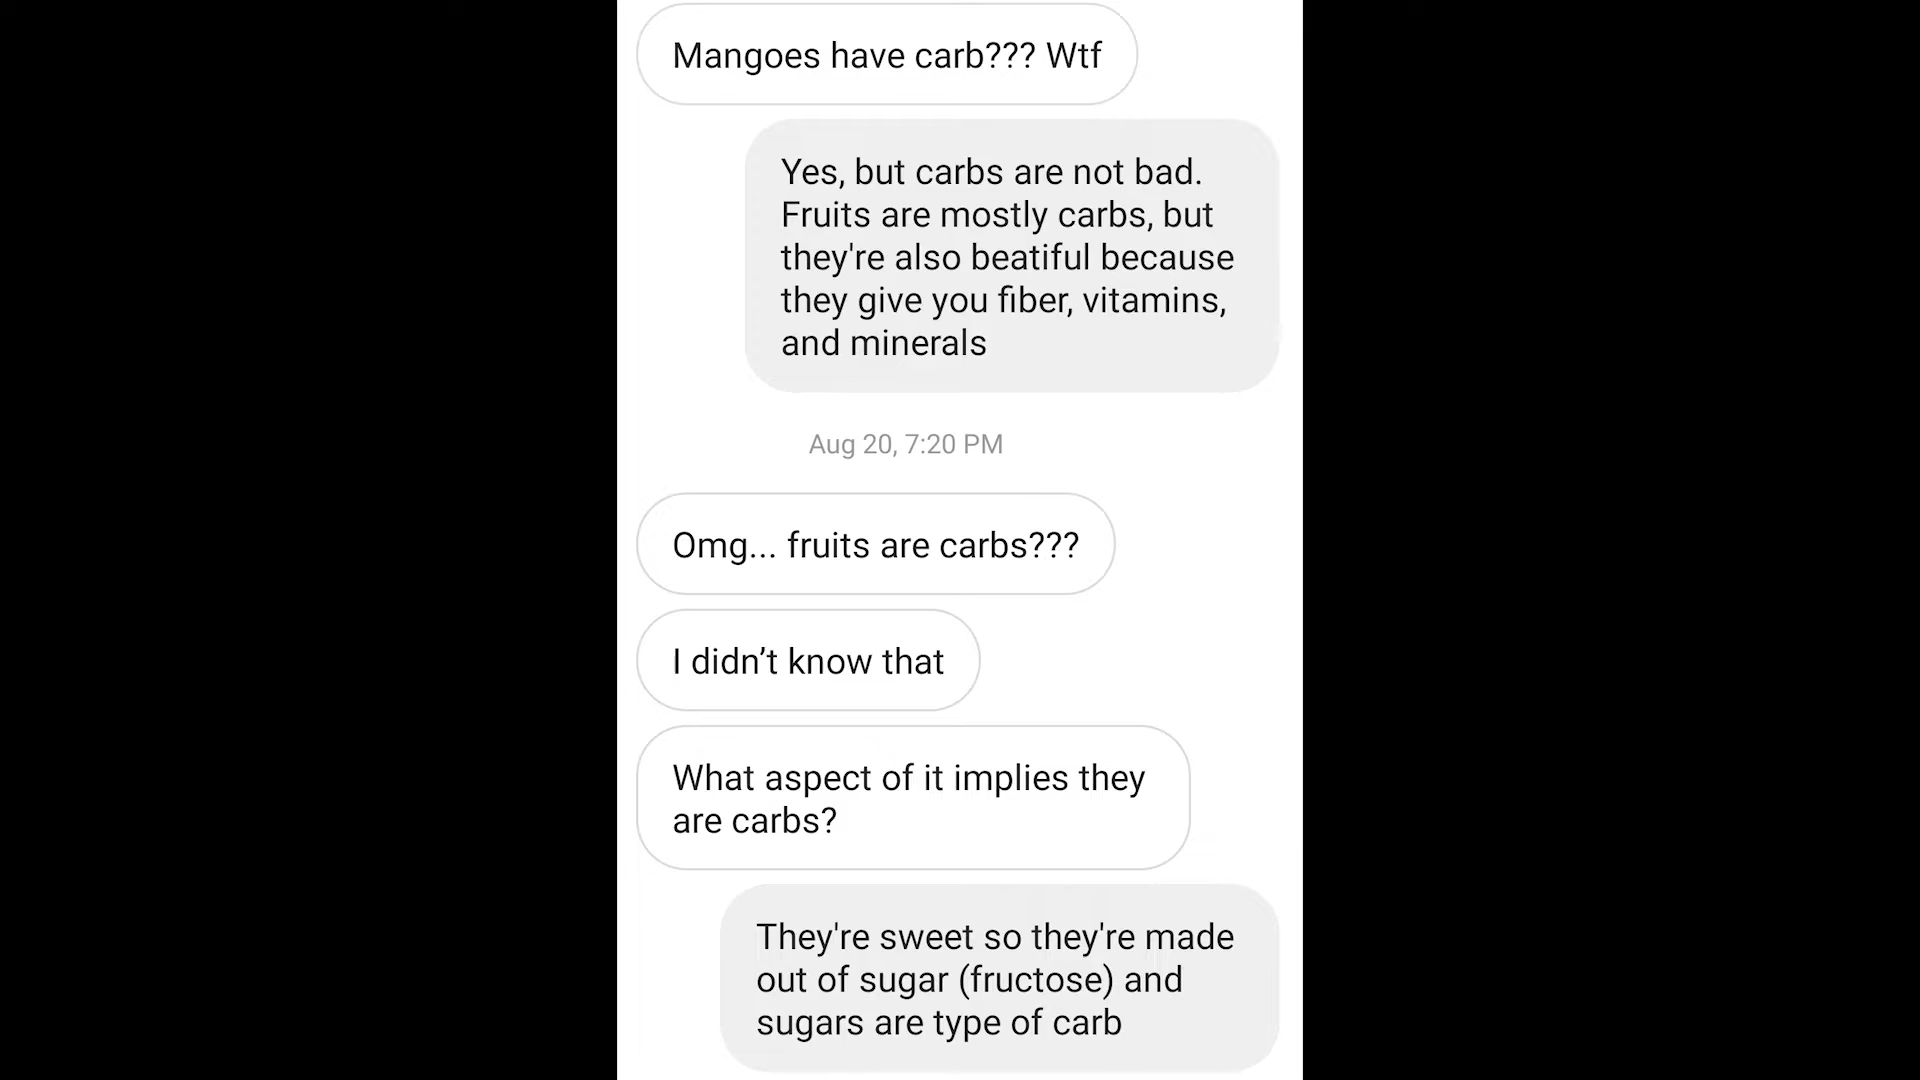 Mangoes have carb??? Wtf
Yes, but carbs are not bad.
Fruits are mostly carbs, but
they're also beatiful because
they give you fiber, vitamins,
and minerals
Aug 20, 7:20 PM
Omg... fruits are carbs???
I didn’t know that
What aspect of it implies they
are carbs?
They're sweet so they're made
out of sugar (fructose) and
sugars are type of carb